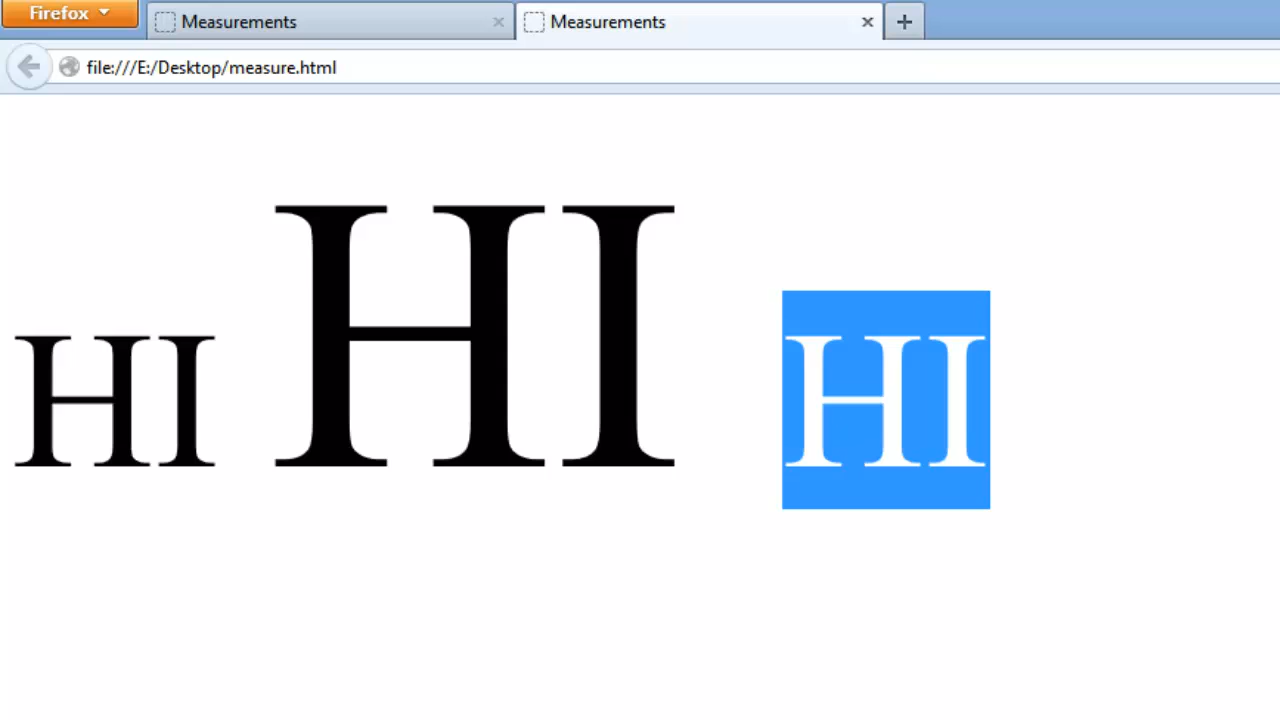 Firefox
Measurements
Measurements
file:///E:/Desktop/measure.html
HI HI HI